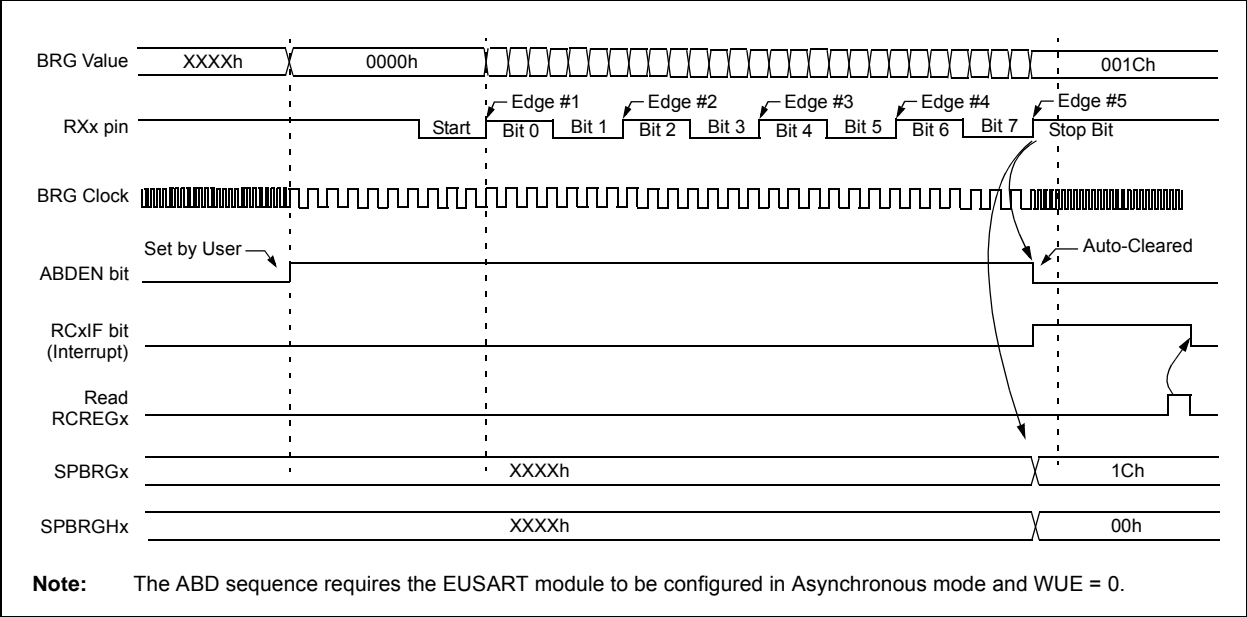 BRG Value XXXXh 0000h 001Ch
Edge #1 Edge #2 Edge #3 Edge #4 Edge #5
RXx pin Start Bit 0 Bit 1 Bit 2 Bit 3 Bit 4 Bit 5 Bit 6 Bit 7 Stop Bit
BRG Clock
Set by User Auto-Cleared
ABDEN bit
RCxIF bit
(Interrupt)
Read
RCREGx
SPBRGx XXXXh 1Ch
SPBRGHx XXXXh 00h
Note: The ABD sequence requires the EUSART module to be configured in Asynchronous mode and WUE = 0.